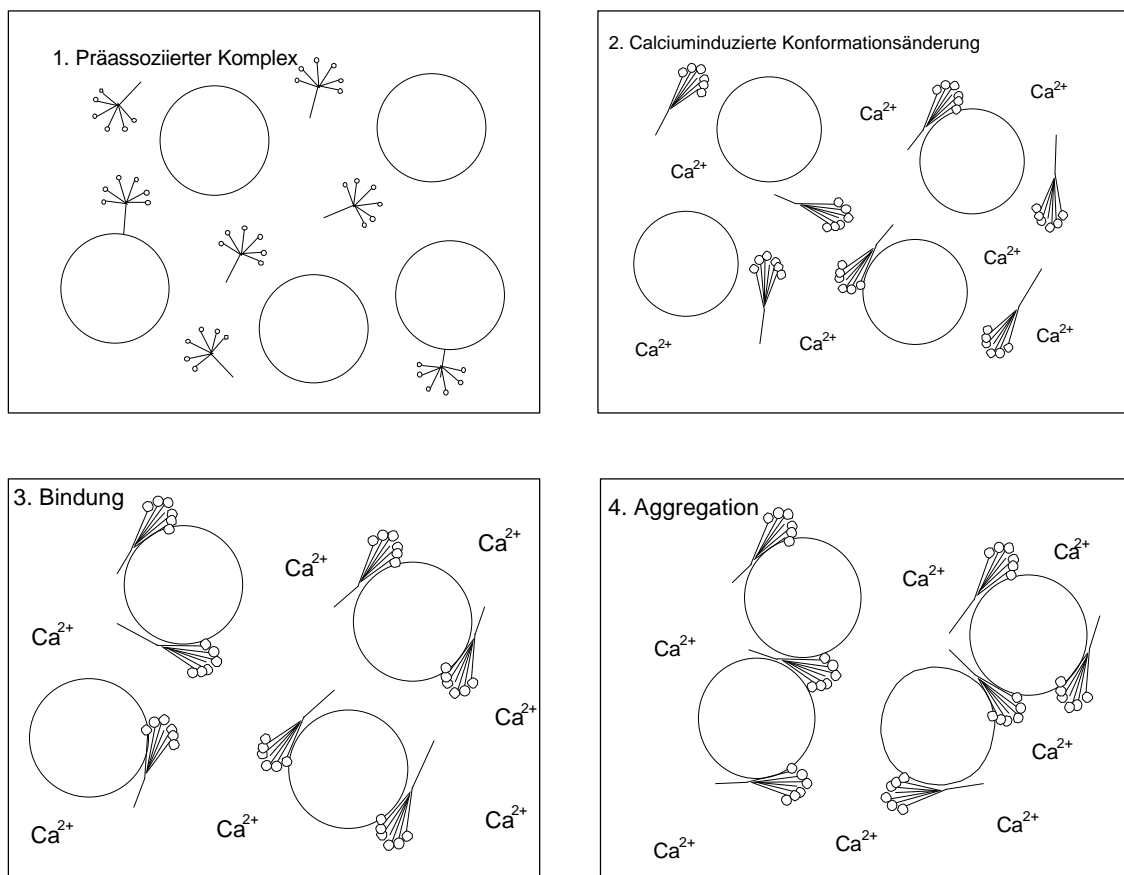 1. Präassoziierter Komplex
2. Calciuminduzierte Konformationsänderung
Ca²⁺
Ca²⁺
Ca²⁺
Ca²⁺
Ca²⁺
Ca²⁺
Ca²⁺
3. Bindung
Ca²⁺
Ca²⁺
Ca²⁺
Ca²⁺
Ca²⁺
Ca²⁺
Ca²⁺
4. Aggregation
Ca²⁺
Ca²⁺
Ca²⁺
Ca²⁺
Ca²⁺
Ca²⁺
Ca²⁺